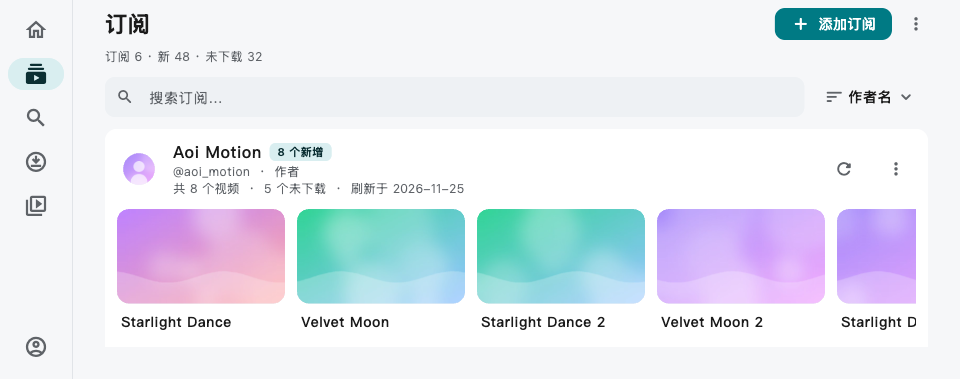 订阅
添加订阅
订阅 6 · 新 48 · 未下载 32
搜索订阅...
作者名
Aoi Motion 8 个新增
@aoi_motion · 作者
共 8 个视频 · 5 个未下载 · 刷新于 2026-11-25
Starlight Dance
Velvet Moon
Starlight Dance 2
Velvet Moon 2
Starlight D